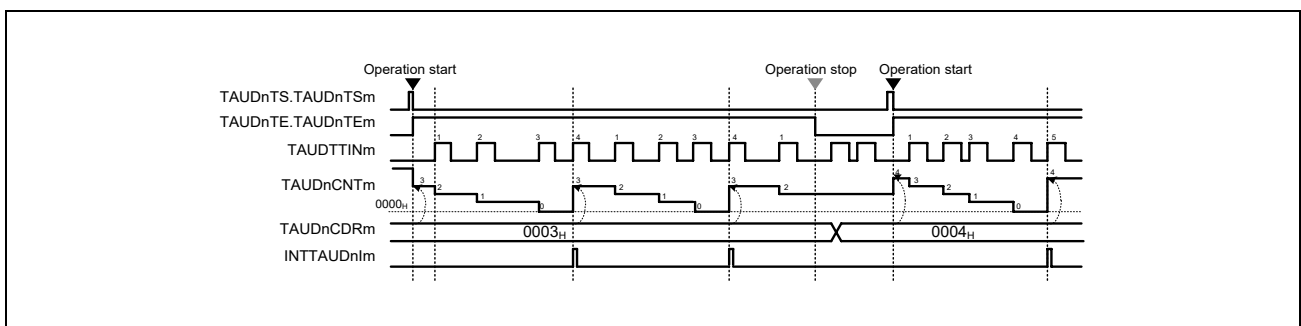 Operation start Operation stop Operation start
TAUDnTS.TAUDnTSm
TAUDnTE.TAUDnTEm
1 2 3 4 1 2 3 4 1 1 2 3 4 5
TAUDTTINm
TAUDnCNTm
3 2 1 0 3 2 1 0 3 2 4 3 2 1 0 4
0000H
TAUDnCDRm
0003H 0004H
INTTAUDnIm